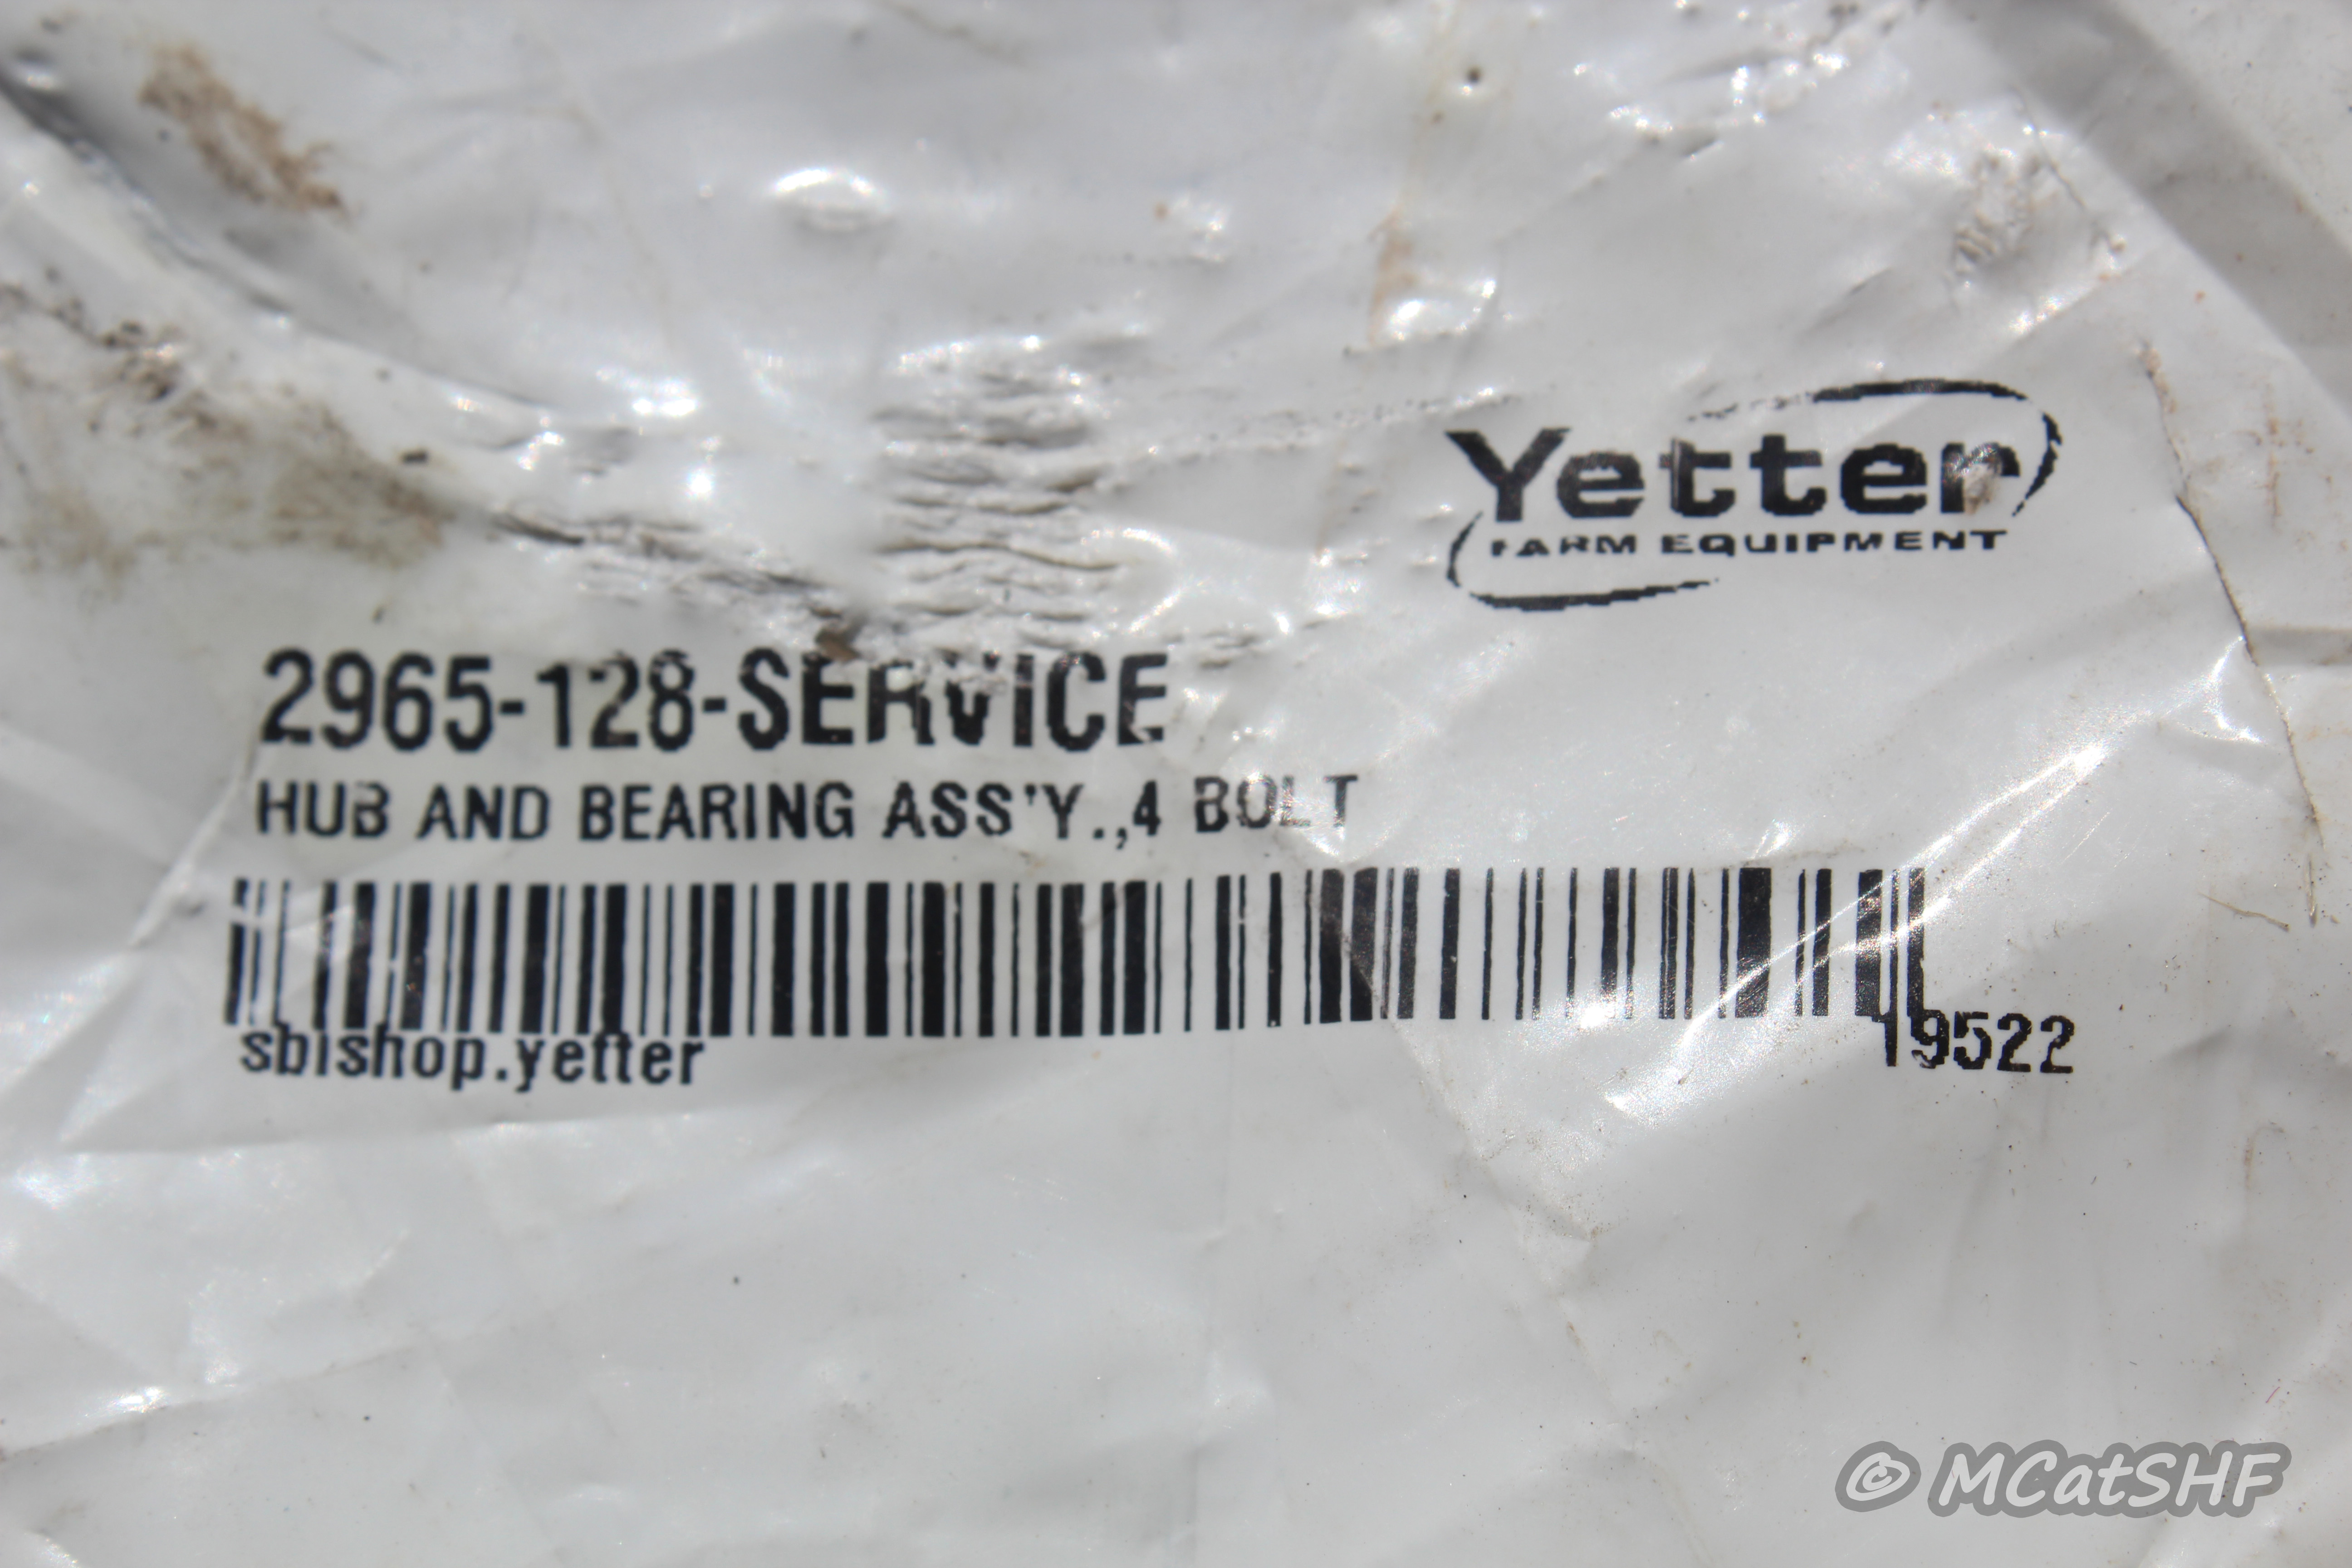 Yetter
FARM EQUIPMENT
2965-128-SERVICE
HUB AND BEARING ASS'Y.,4 BOLT
sbishop.yetter
19522
© MCatSHF